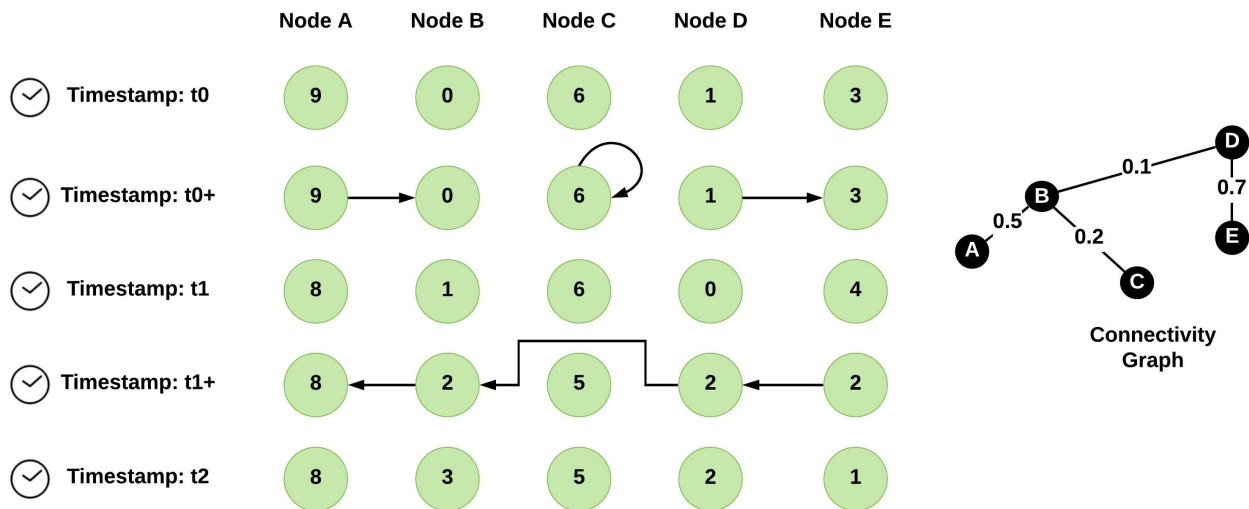 Node A Node B Node C Node D Node E
Timestamp: t0 9 0 6 1 3
Timestamp: t0+ 9 0 6 1 3
Timestamp: t1 8 1 6 0 4
Timestamp: t1+ 8 2 5 2 2
Timestamp: t2 8 3 5 2 1
D
0.1
B 0.7
0.5
A 0.2 E
C
Connectivity
Graph